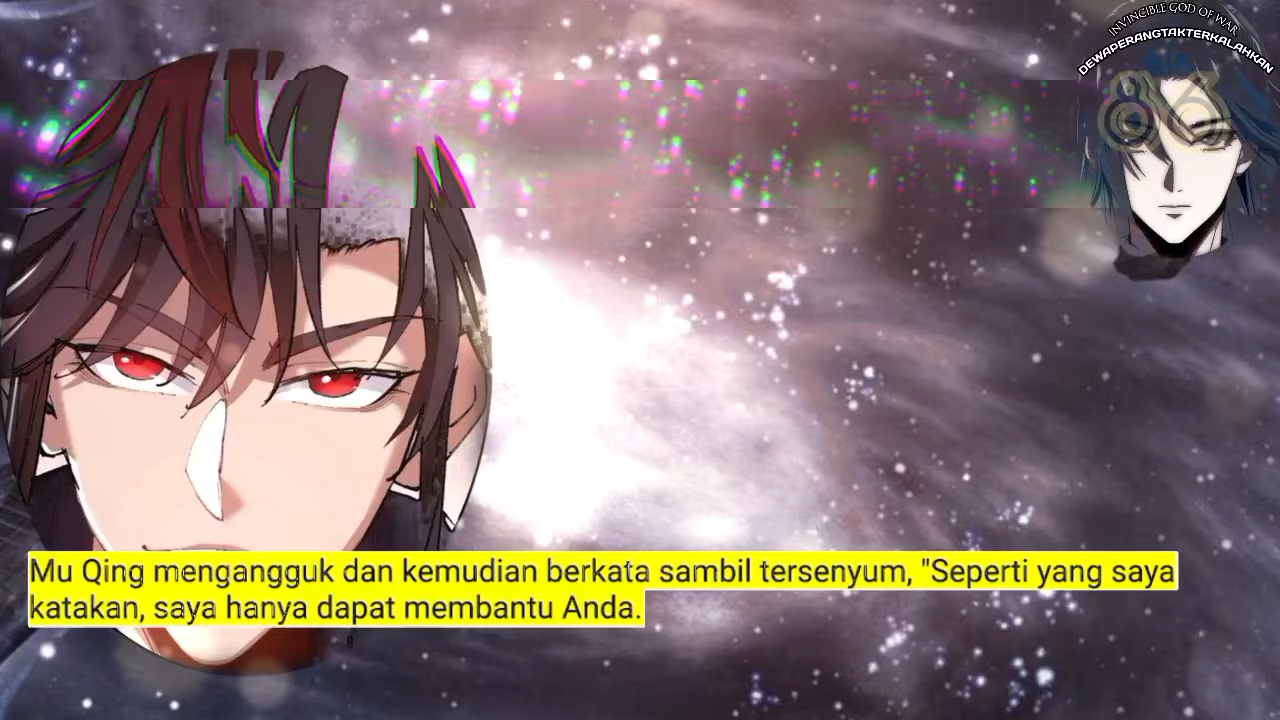 INVINCIBLE GOD OF WAR
DEWAPERANGTAKTERKALAHKAN
Mu Qing mengangguk dan kemudian berkata sambil tersenyum, "Seperti yang saya
katakan, saya hanya dapat membantu Anda.